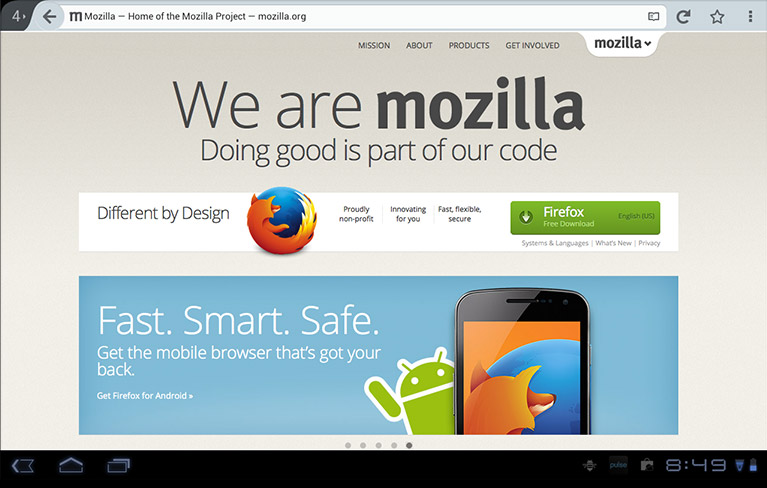 4
m Mozilla — Home of the Mozilla Project — mozilla.org
MISSION ABOUT PRODUCTS GET INVOLVED mozilla
We are mozilla
Doing good is part of our code
Different by Design
Proudly
non-profit
Innovating
for you
Fast, flexible,
secure
Firefox
Free Download
English (US)
Systems & Languages | What's New | Privacy
Fast. Smart. Safe.
Get the mobile browser that's got your
back.
Get Firefox for Android »
pulse
8:49